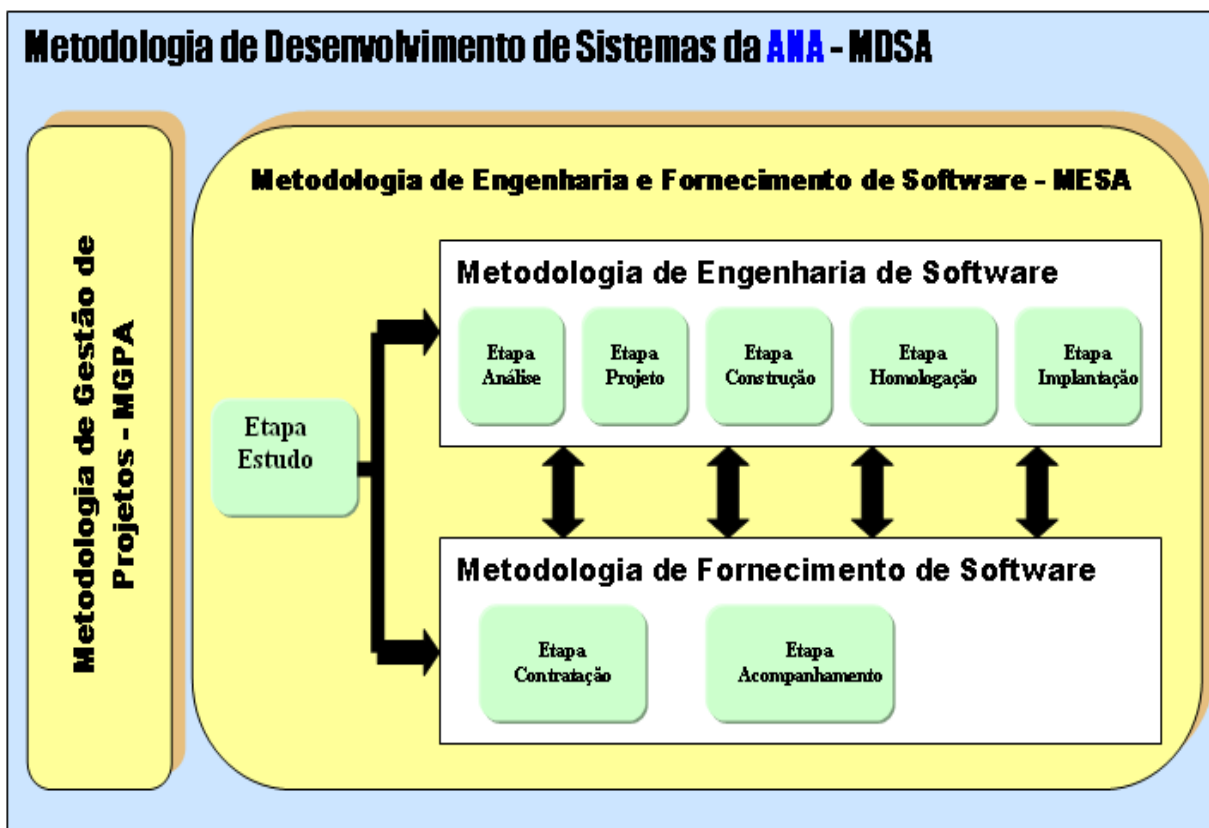 Metodologia de Desenvolvimento de Sistemas da ANA - MDSA
Metodologia de Gestão de
Projetos - MGPA
Metodologia de Engenharia e Fornecimento de Software - MESA
Etapa
Estudo
Metodologia de Engenharia de Software
Etapa
Análise
Etapa
Projeto
Etapa
Construção
Etapa
Homologação
Etapa
Implantação
Metodologia de Fornecimento de Software
Etapa
Contratação
Etapa
Acompanhamento